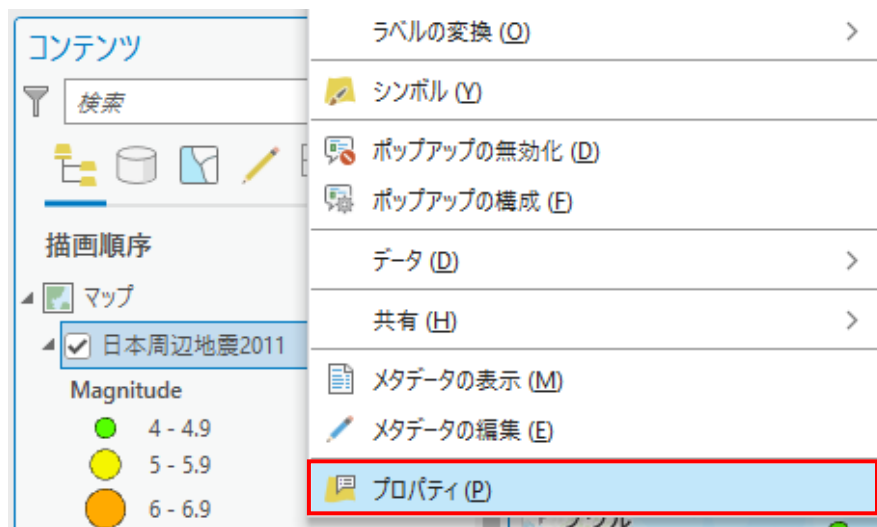 コンテンツ
検索
描画順序
マップ
日本周辺地震2011
Magnitude
4 - 4.9
5 - 5.9
6 - 6.9
ラベルの変換 (O)
シンボル (Y)
ポップアップの無効化 (D)
ポップアップの構成 (F)
データ (D)
共有 (H)
メタデータの表示 (M)
メタデータの編集 (E)
プロパティ (P)